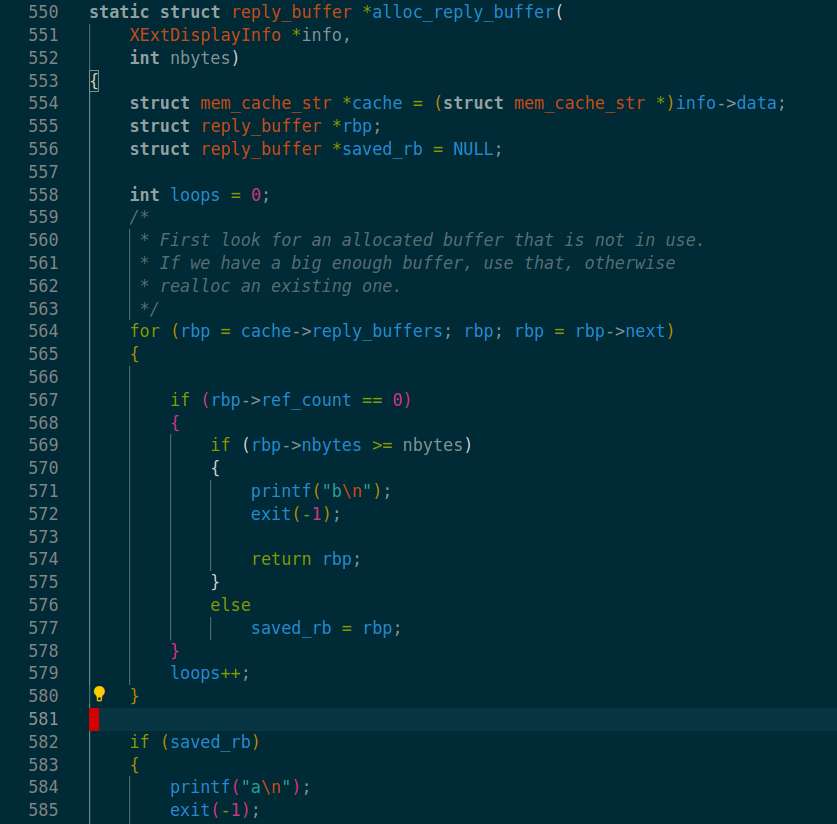 550 static struct reply_buffer *alloc_reply_buffer(
551     XExtDisplayInfo *info,
552     int nbytes)
553 {
554     struct mem_cache_str *cache = (struct mem_cache_str *)info->data;
555     struct reply_buffer *rbp;
556     struct reply_buffer *saved_rb = NULL;
557
558     int loops = 0;
559     /*
560      * First look for an allocated buffer that is not in use.
561      * If we have a big enough buffer, use that, otherwise
562      * realloc an existing one.
563      */
564     for (rbp = cache->reply_buffers; rbp; rbp = rbp->next)
565     {
566
567         if (rbp->ref_count == 0)
568         {
569             if (rbp->nbytes >= nbytes)
570             {
571                 printf("b\n");
572                 exit(-1);
573
574                 return rbp;
575             }
576             else
577                 saved_rb = rbp;
578         }
579         loops++;
580     }
581
582     if (saved_rb)
583     {
584         printf("a\n");
585         exit(-1);